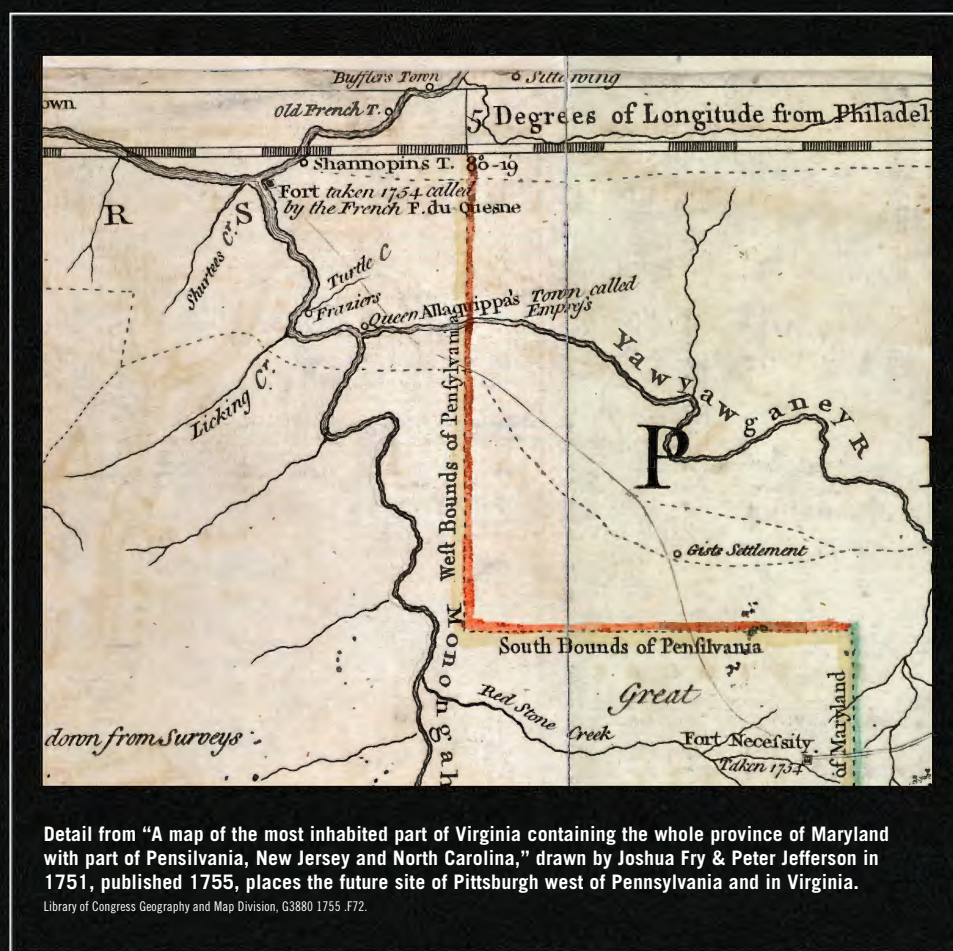 Bufflers Town
Sittewing
own
Old French T.
5 Degrees of Longitude from Philadel
Shannopins T. 80-19
Fort taken 1754 called
by the French F. du Quesne
R
S
Shurtees Cr.
Turtle C
Fraziers
Queen Allaquippa's Town called
Empreſs
Yawyawganey R
Licking Cr.
West Bounds of Penſylvania
P
Gists Settlement
South Bounds of Penſilvania
Monongah
Great
Red Stone Creek
Fort Neceſsity
Taken 1754
of Maryland
down from Surveys
Detail from “A map of the most inhabited part of Virginia containing the whole province of Maryland
with part of Pensilvania, New Jersey and North Carolina,” drawn by Joshua Fry & Peter Jefferson in
1751, published 1755, places the future site of Pittsburgh west of Pennsylvania and in Virginia.
Library of Congress Geography and Map Division, G3880 1755 .F72.